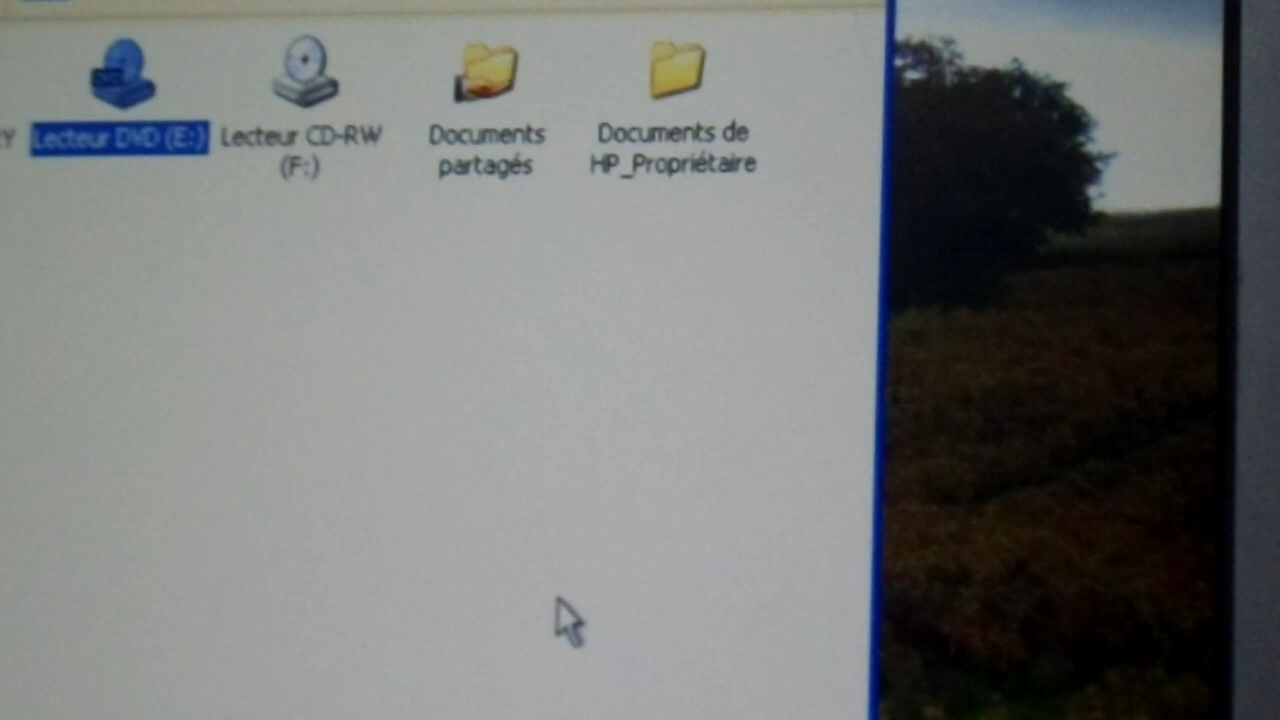 Lecteur DVD (E:)
Lecteur CD-RW
(F:)
Documents
partagés
Documents de
HP_Propriétaire